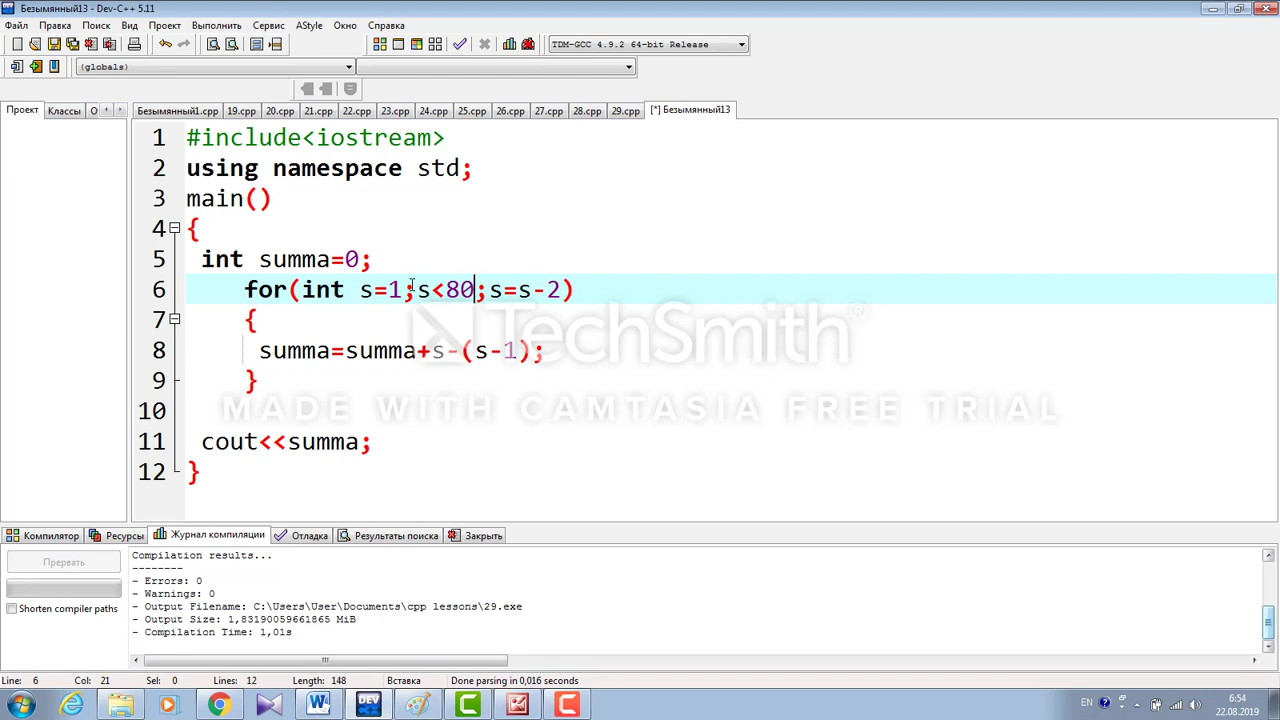 Безымянный13 - Dev-C++ 5.11
Файл Правка Поиск Вид Проект Выполнить Сервис AStyle Окно Справка
TDM-GCC 4.9.2 64-bit Release
(globals)
Проект Классы О Безымянный1.cpp 19.cpp 20.cpp 21.cpp 22.cpp 23.cpp 24.cpp 25.cpp 26.cpp 27.cpp 28.cpp 29.cpp [*] Безымянный13
1 #include<iostream>
2 using namespace std;
3 main()
4 {
5 int summa=0;
6 for(int s=1;s<80;s=s-2)
7 {
8 summa=summa+s-(s-1);
9 }
10
11 cout<<summa;
12 }
TechSmith®
MADE WITH CAMTASIA FREE TRIAL
Компилятор Ресурсы Журнал компиляции Отладка Результаты поиска Закрыть
Прервать
Shorten compiler paths
Compilation results...
--------
- Errors: 0
- Warnings: 0
- Output Filename: C:\Users\User\Documents\cpp lessons\29.exe
- Output Size: 1,83190059661865 MiB
- Compilation Time: 1,01s
Line: 6 Col: 21 Sel: 0 Lines: 12 Length: 148 Вставка Done parsing in 0,016 seconds
DEV
EN
6:54
22.08.2019